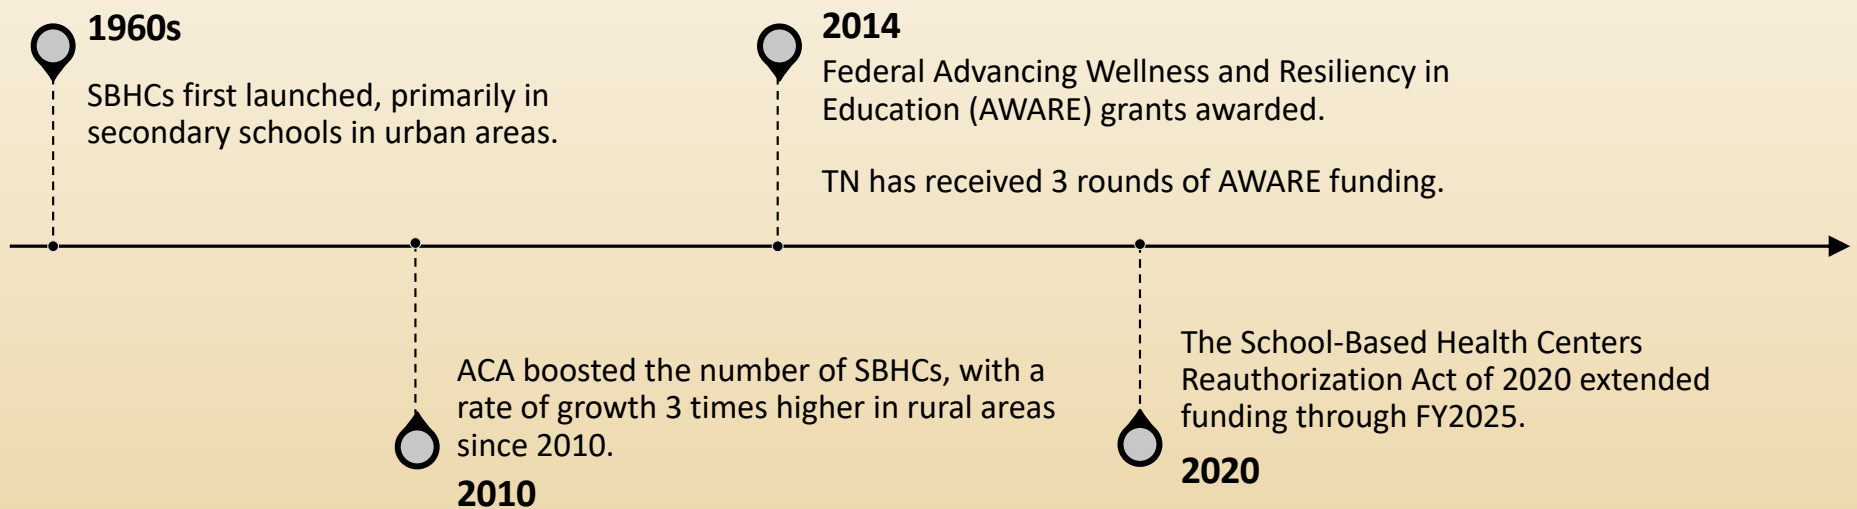 1960s
SBHCs first launched, primarily in
secondary schools in urban areas.
2014
Federal Advancing Wellness and Resiliency in
Education (AWARE) grants awarded.
TN has received 3 rounds of AWARE funding.
ACA boosted the number of SBHCs, with a
rate of growth 3 times higher in rural areas
since 2010.
2010
The School-Based Health Centers
Reauthorization Act of 2020 extended
funding through FY2025.
2020